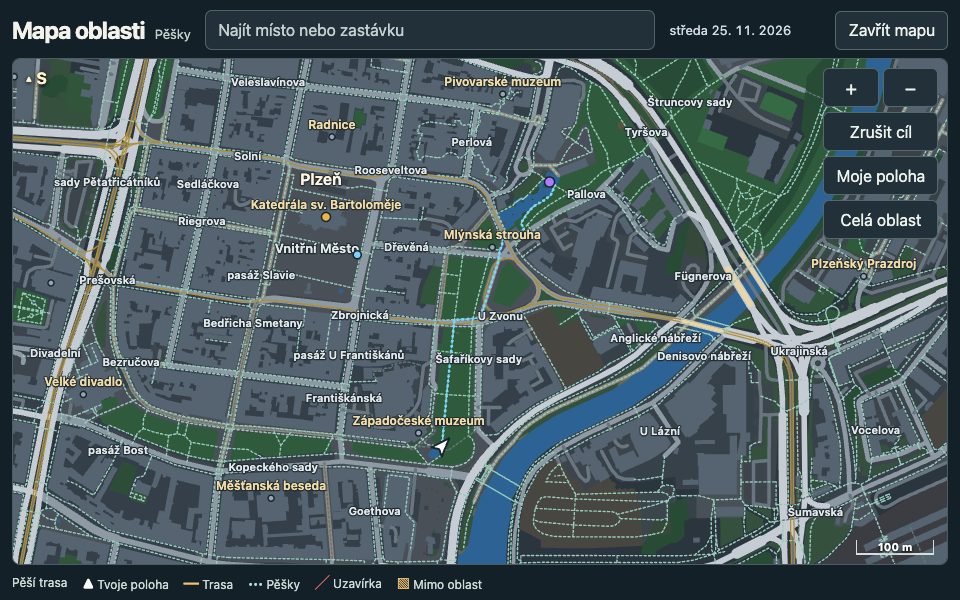 Mapa oblasti Pěšky Najít místo nebo zastávku středa 25. 11. 2026 Zavřít mapu
S
+ −
Zrušit cíl
Moje poloha
Celá oblast
Veleslavínova
Pivovarské muzeum
Štruncovy sady
Radnice
Tyršova
Perlová
Solní
Rooseveltova
sady Pětatřicátníků
Sedláčkova
Plzeň
Pallova
Katedrála sv. Bartoloměje
Riegrova
Mlýnská strouha
Vnitřní Město
Dřevěná
Plzeňský Prazdroj
pasáž Slavie
Fügnerova
Prešovská
Zbrojnická
U Zvonu
Bedřicha Smetany
Anglické nábřeží
Divadelní
pasáž U Františkánů
Šafaříkovy sady
Denisovo nábřeží
Ukrajinská
Bezručova
Velké divadlo
Františkánská
Západočeské muzeum
U Lázní
Vocelova
pasáž Bost
Kopeckého sady
Měšťanská beseda
Goethova
Šumavská
100 m
Pěší trasa Tvoje poloha Trasa Pěšky Uzavírka Mimo oblast